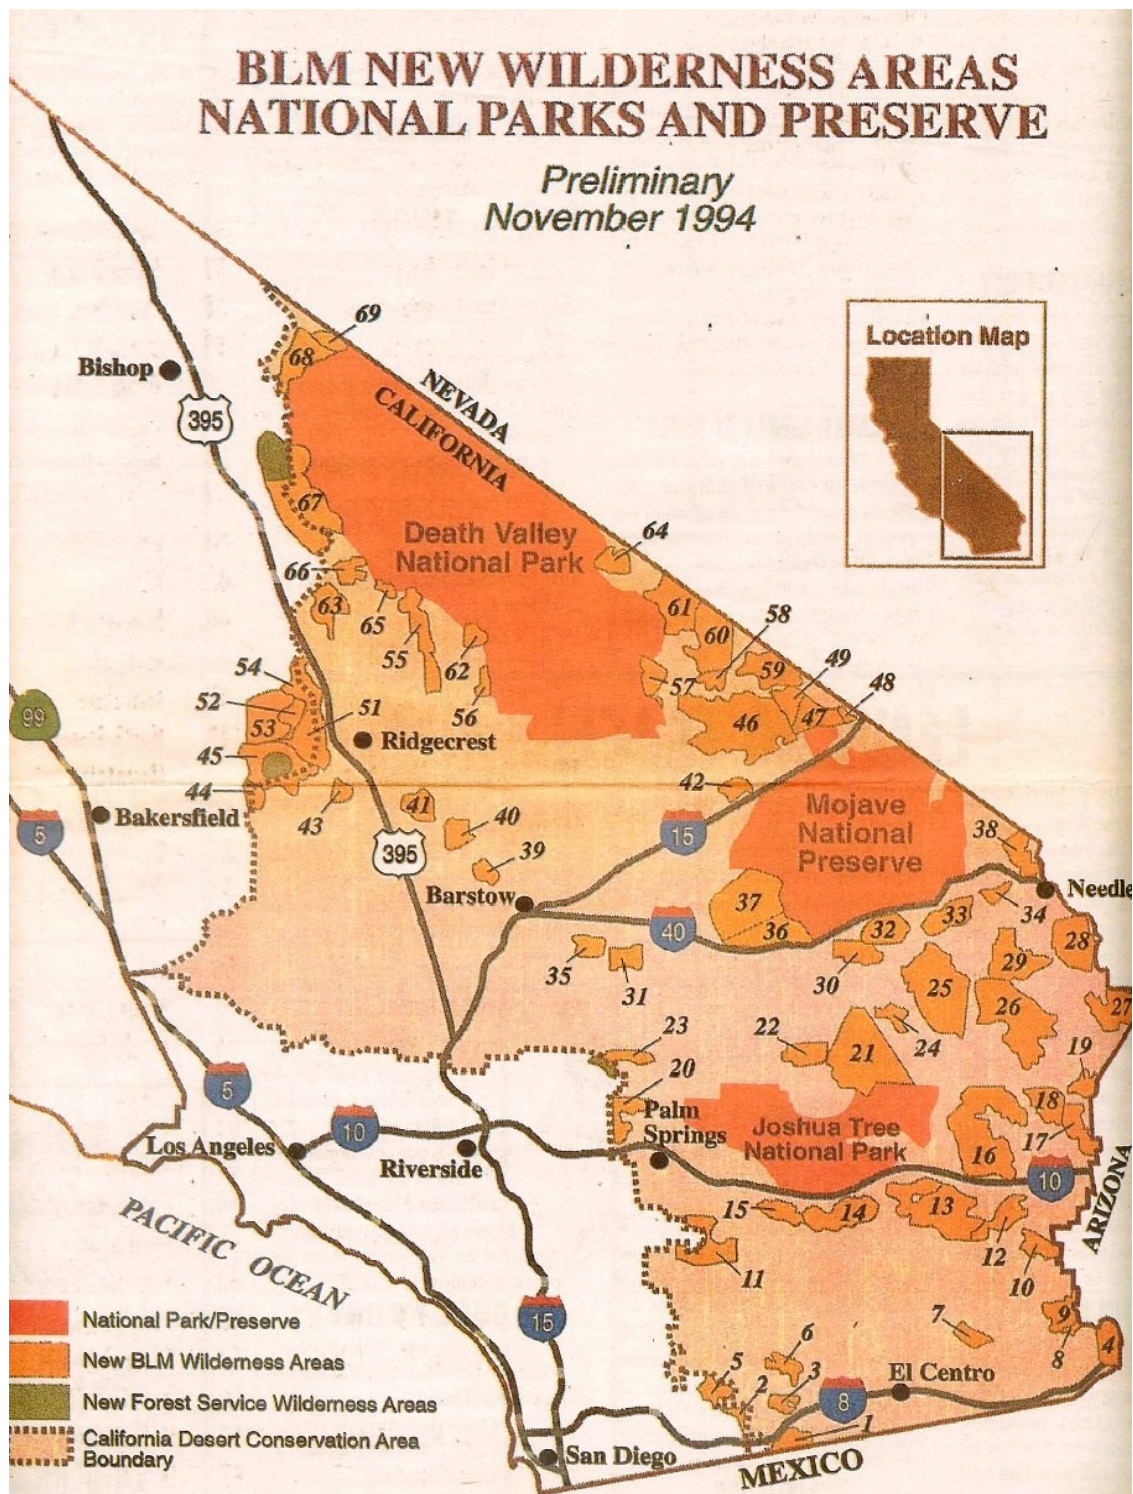 BLM NEW WILDERNESS AREAS
NATIONAL PARKS AND PRESERVE
Preliminary
November 1994
Location Map
69
68
Bishop
395
NEVADA
CALIFORNIA
67
Death Valley
National Park
64
66
63
65
61
58
60
55
62
59
49
54
57
48
52
51
56
53
46
47
99
Ridgecrest
45
42
44
43
41
40
Mojave
National
Preserve
5
Bakersfield
15
38
395
39
Barstow
37
Needle
34
40
36
32
33
28
35
31
30
29
25
26
27
23
22
24
21
19
20
5
18
10
Palm
Springs
Joshua Tree
National Park
17
Los Angeles
Riverside
16
10
ARIZONA
15
14
13
12
PACIFIC OCEAN
11
10
National Park/Preserve
15
7
9
8
4
New BLM Wilderness Areas
6
5
3
2
El Centro
New Forest Service Wilderness Areas
8
1
California Desert Conservation Area
Boundary
San Diego
MEXICO